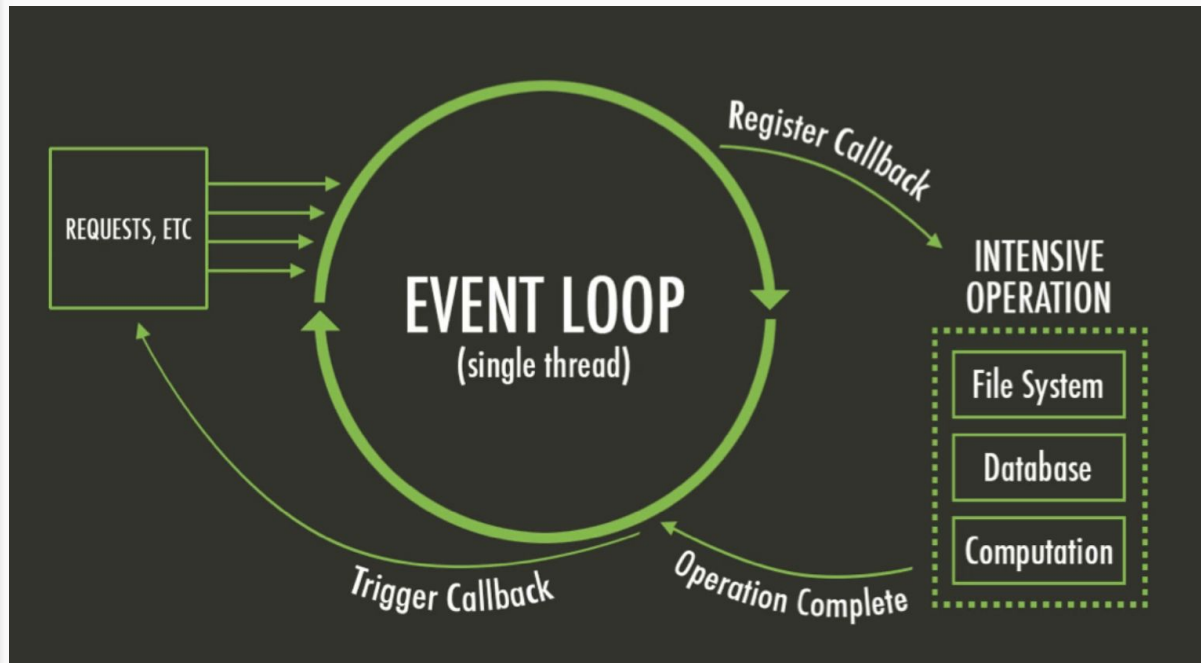 REQUESTS, ETC
EVENT LOOP
(single thread)
Register Callback
INTENSIVE
OPERATION
File System
Database
Computation
Operation Complete
Trigger Callback